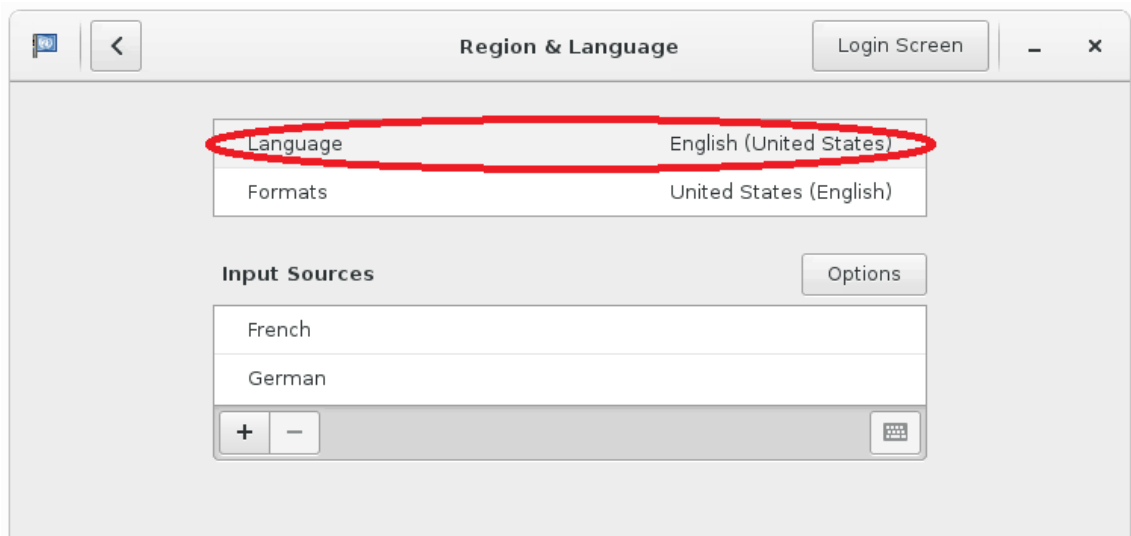 Region & Language
Login Screen
Language English (United States)
Formats United States (English)
Input Sources
Options
French
German